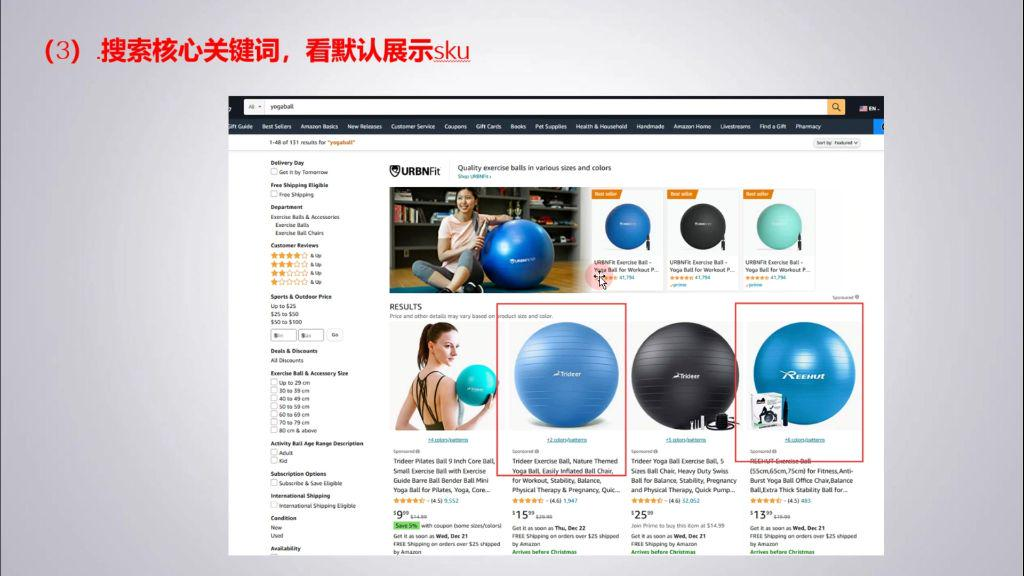 （3）.搜索核心关键词，看默认展示sku
All
yogaball
EN
Gift Guide Best Sellers Amazon Basics New Releases Customer Service Coupons Gift Cards Books Pet Supplies Health & Household Handmade Amazon Home Livestreams Find a Gift Pharmacy
1-48 of 131 results for "yogaball"
Sort by: Featured
Delivery Day
Get It by Tomorrow
Free Shipping Eligible
Free Shipping
Department
Exercise Balls & Accessories
Exercise Balls
Exercise Ball Chairs
Customer Reviews
& Up
& Up
& Up
& Up
Sports & Outdoor Price
Up to $25
$25 to $50
$50 to $100
$Min $Max Go
Deals & Discounts
All Discounts
Exercise Ball & Accessory Size
Up to 29 cm
30 to 39 cm
40 to 49 cm
50 to 59 cm
60 to 69 cm
70 to 79 cm
80 cm & above
Activity Ball Age Range Description
Adult
Kid
Subscription Options
Subscribe & Save Eligible
International Shipping
International Shipping Eligible
Condition
New
Used
Availability
URBNFit
Quality exercise balls in various sizes and colors
Shop URBNFit ›
Best seller
URBNFit Exercise Ball -
Yoga Ball for Workout P...
41,794
Best seller
URBNFit Exercise Ball -
Yoga Ball for Workout P...
41,794
prime
Best seller
URBNFit Exercise Ball -
Yoga Ball for Workout P...
41,794
prime
Sponsored
RESULTS
Price and other details may vary based on product size and color.
Trideer
Trideer
Trideer
REEHUT
+4 colors/patterns
Sponsored
Trideer Pilates Ball 9 Inch Core Ball,
Small Exercise Ball with Exercise
Guide Barre Ball Bender Ball Mini
Yoga Ball for Pilates, Yoga, Core...
(4.5) 9,552
$9.99 $14.99
Save 5% with coupon (some sizes/colors)
Get it as soon as Wed, Dec 21
FREE Shipping on orders over $25 shipped
by Amazon
+2 colors/patterns
Sponsored
Trideer Exercise Ball, Nature Themed
Yoga Ball, Easily Inflated Ball Chair,
for Workout, Stability, Balance,
Physical Therapy & Pregnancy, Quic...
(4.6) 1,947
$15.99 $29.99
Get it as soon as Thu, Dec 22
FREE Shipping on orders over $25 shipped
by Amazon
Arrives before Christmas
+5 colors/patterns
Sponsored
Trideer Yoga Ball Exercise Ball, 5
Sizes Ball Chair, Heavy Duty Swiss
Ball for Balance, Stability, Pregnancy
and Physical Therapy, Quick Pump...
(4.6) 52,052
$25.99
Join Prime to buy this item at $14.99
Get it as soon as Wed, Dec 21
FREE Shipping by Amazon
Arrives before Christmas
+6 colors/patterns
Sponsored
REEHUT Exercise Ball
(55cm,65cm,75cm) for Fitness,Anti-
Burst Yoga Ball Office Chair,Balance
Ball,Extra Thick Stability Ball for...
(4.5) 483
$13.99 $19.99
Get it as soon as Wed, Dec 21
FREE Shipping on orders over $25 shipped
by Amazon
Arrives before Christmas